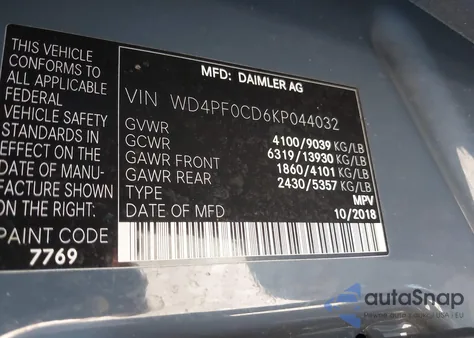 THIS VEHICLE
CONFORMS TO
ALL APPLICABLE
FEDERAL
VEHICLE SAFETY
STANDARDS IN
EFFECT ON THE
DATE OF MANU-
FACTURE SHOWN
ON THE RIGHT.
PAINT CODE
7769
MFD: DAIMLER AG
VIN WD4PF0CD6KP044032
GVWR 4100/9039 KG/LB
GCWR 6319/13930 KG/LB
GAWR FRONT 1860/4101 KG/LB
GAWR REAR 2430/5357 KG/LB
TYPE MPV
DATE OF MFD 10/2018
autoSnap